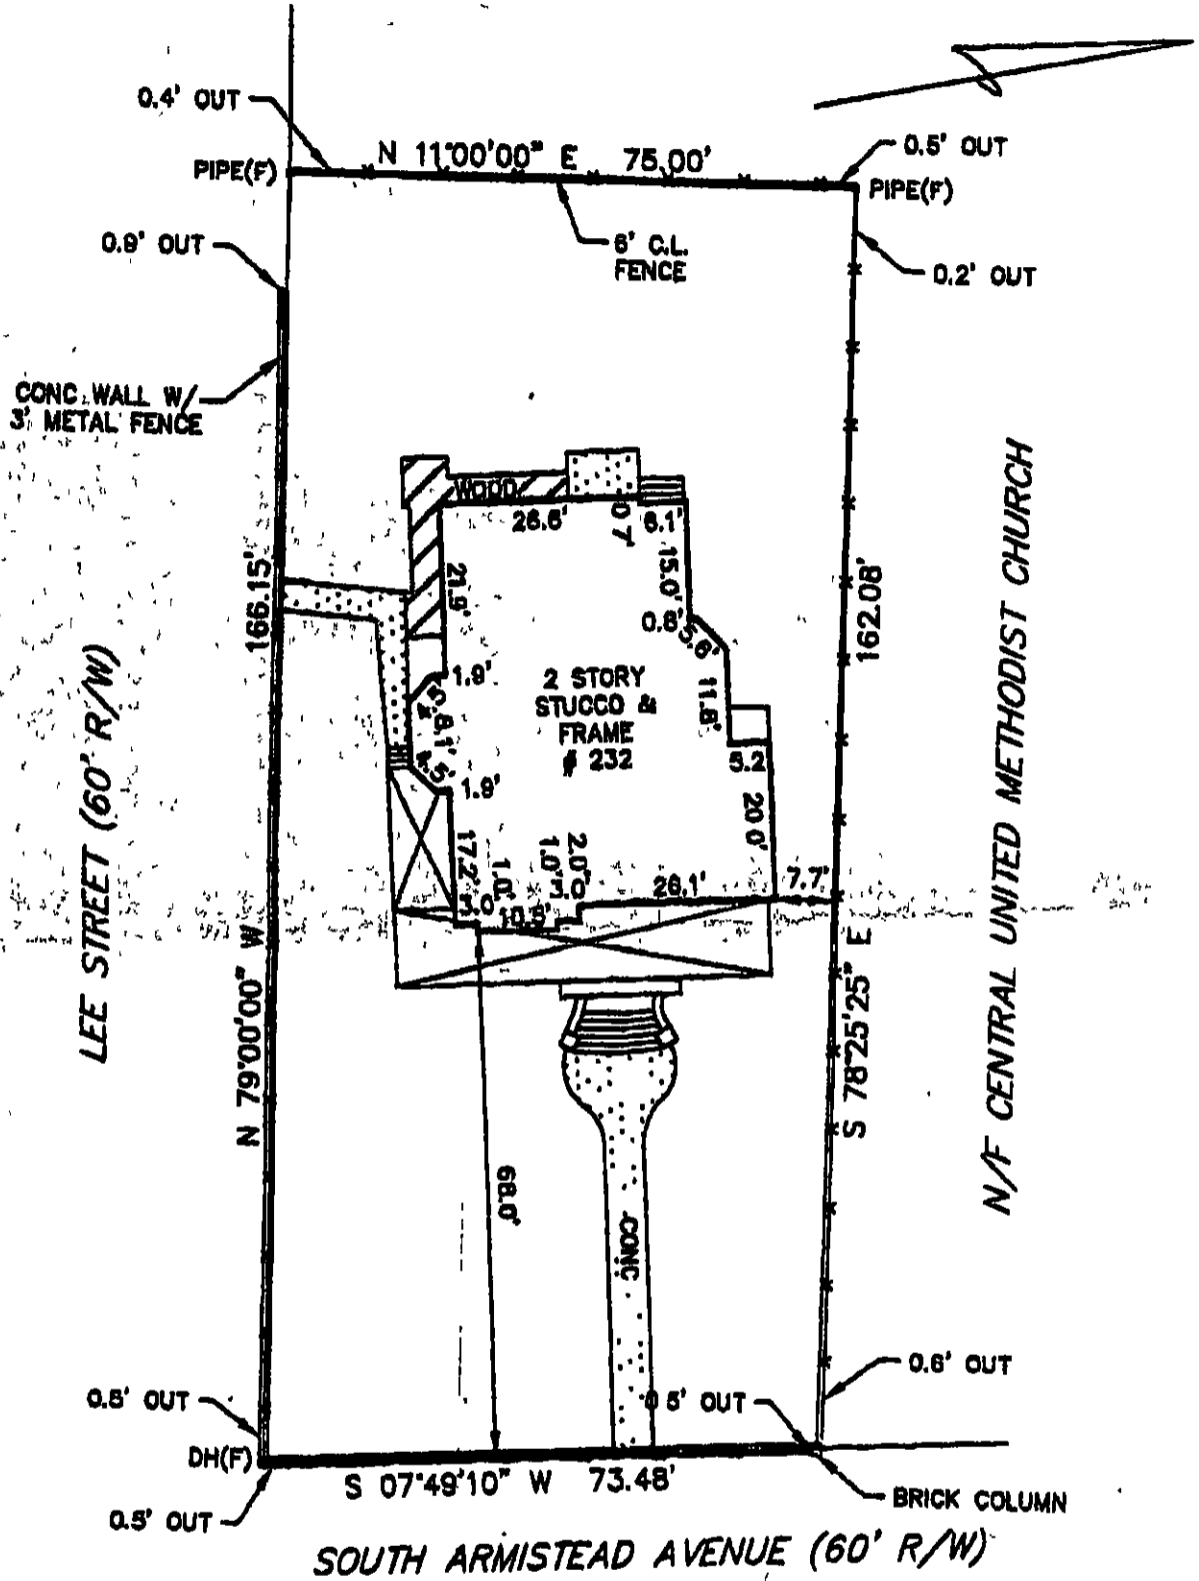 0.4' OUT
N 11°00'00" E 75.00'
0.5' OUT
PIPE(F)
PIPE(F)
0.9' OUT
6' C.L.
FENCE
0.2' OUT
CONC. WALL W/
3' METAL FENCE
WOOD
26.6'
0.7'
6.1'
15.0'
21.9'
166.15'
162.08'
0.8'
5.6'
1.9'
2 STORY
STUCCO &
FRAME
# 232
11.8'
8.1'
4.5'
1.9'
5.2
20.0'
17.2'
1.0'
1.0'
2.0'
3.0'
3.0'
10.5'
26.1'
7.7'
LEE STREET (60' R/W)
N 79°00'00" W
S 78°25'25" E
N/F CENTRAL UNITED METHODIST CHURCH
68.0'
CONC
0.6' OUT
0.5' OUT
0.5' OUT
DH(F)
S 07°49'10" W 73.48'
BRICK COLUMN
0.5' OUT
SOUTH ARMISTEAD AVENUE (60' R/W)